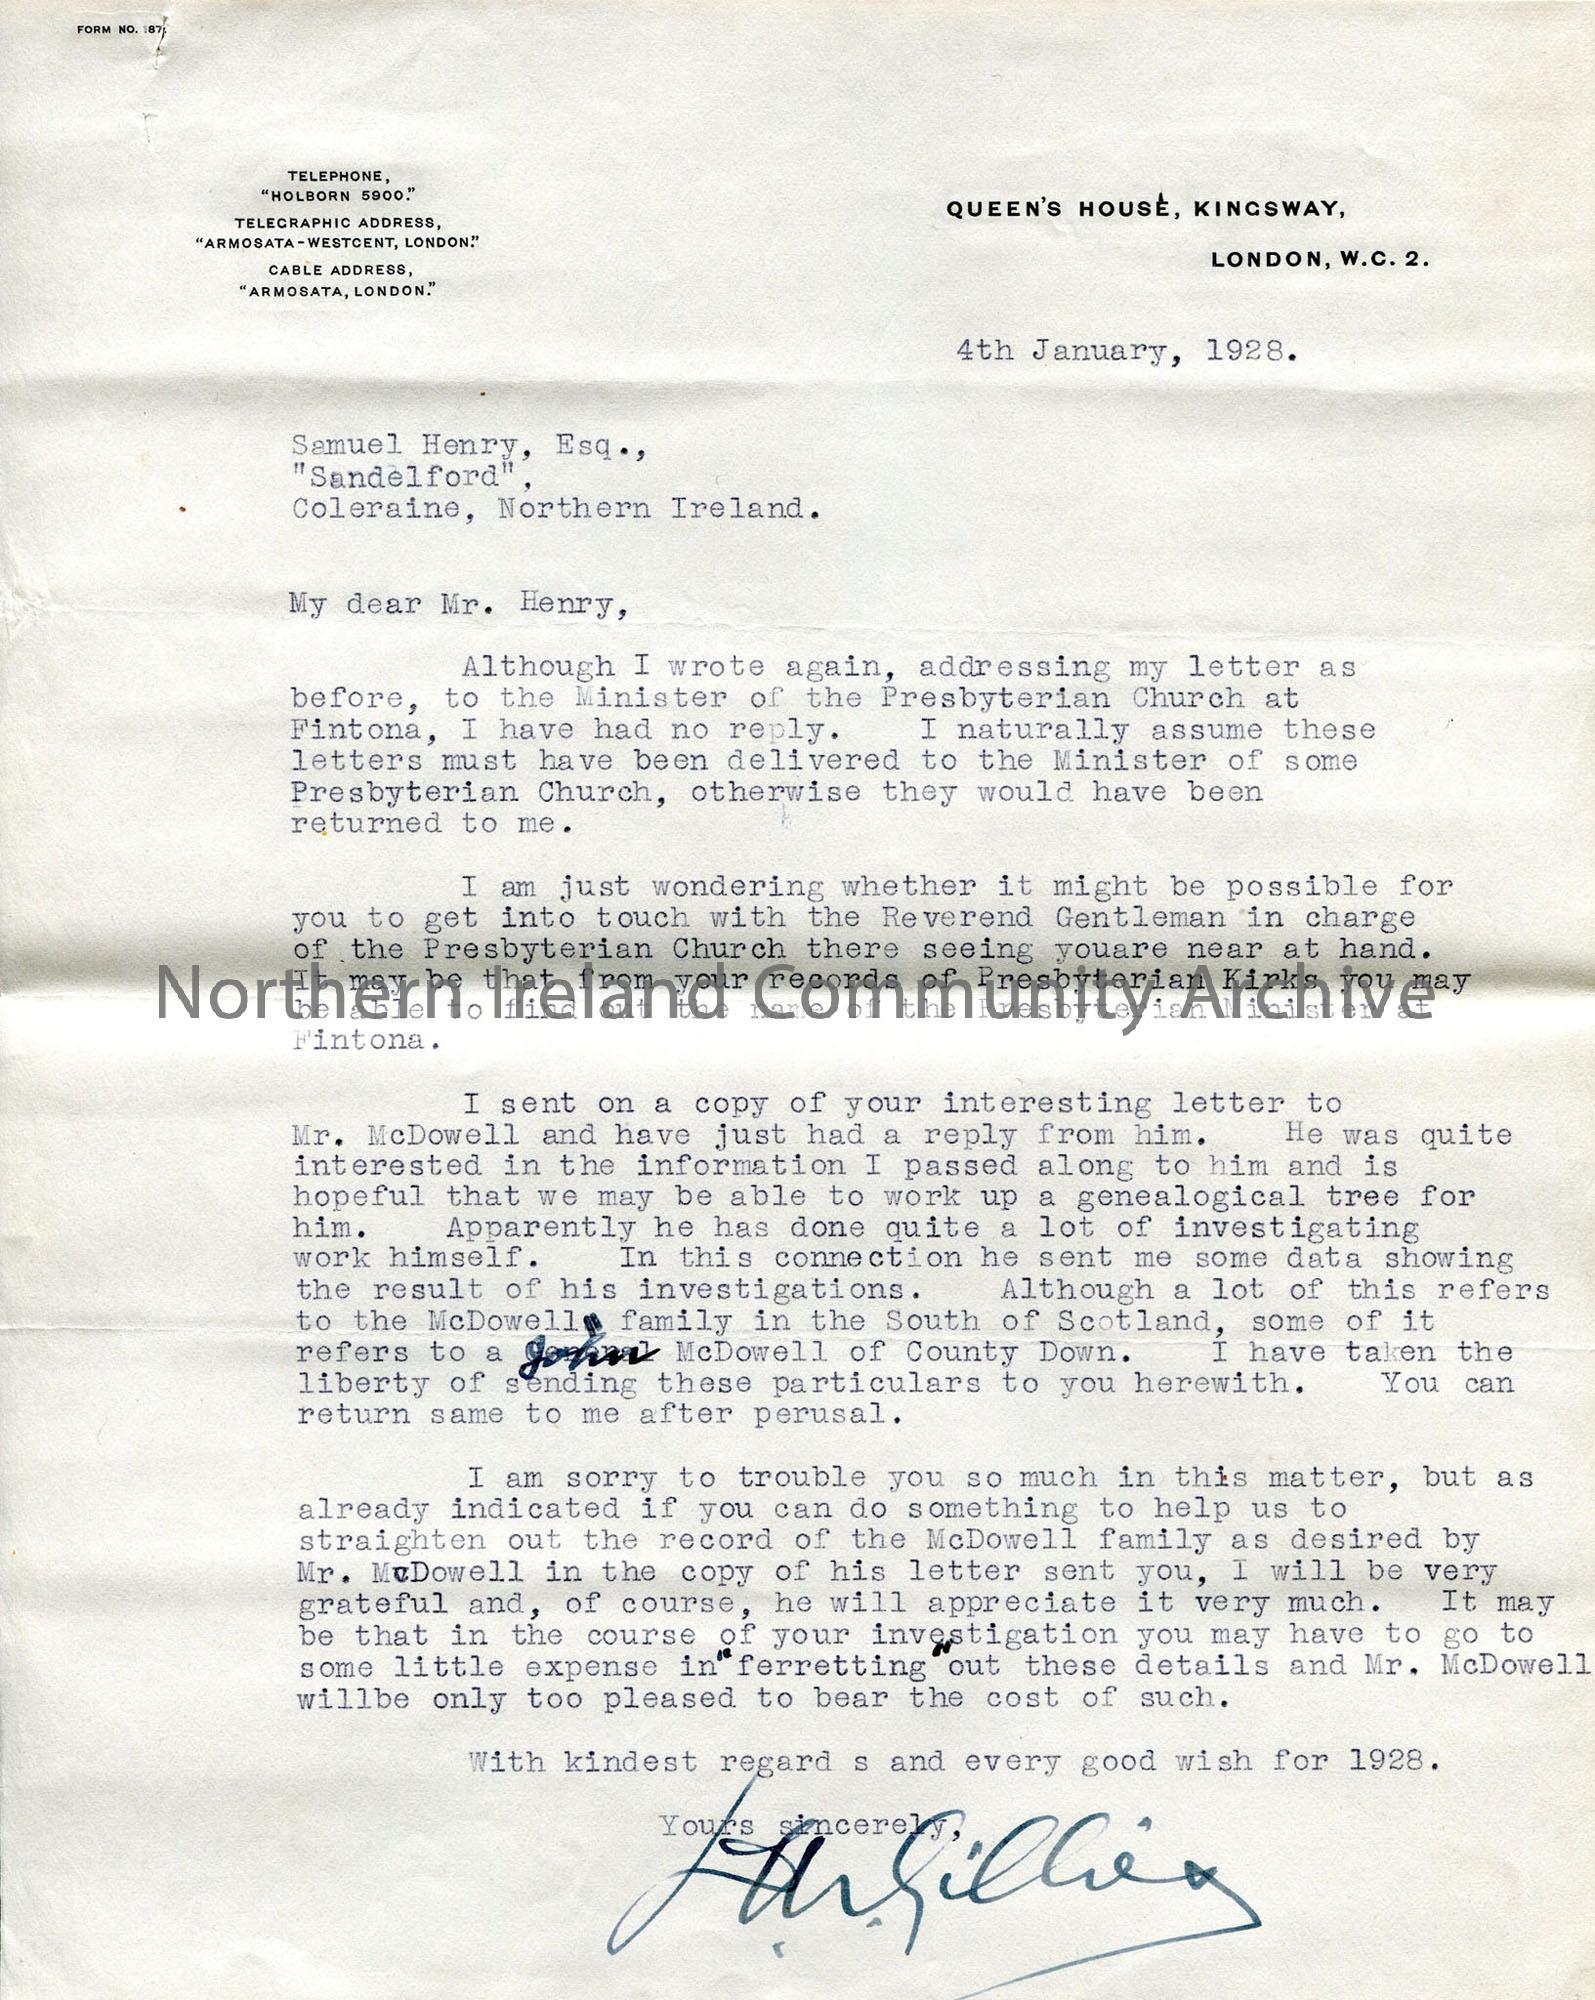 FORM NO. 87
TELEPHONE,
"HOLBORN 5900."
TELEGRAPHIC ADDRESS,
"ARMOSATA-WESTCENT, LONDON."
CABLE ADDRESS,
"ARMOSATA, LONDON."
QUEEN'S HOUSE, KINGSWAY,
LONDON, W.C. 2.
4th January, 1928.
Samuel Henry, Esq.,
"Sandelford",
Coleraine, Northern Ireland.
My dear Mr. Henry,
Although I wrote again, addressing my letter as
before, to the Minister of the Presbyterian Church at
Fintona, I have had no reply. I naturally assume these
letters must have been delivered to the Minister of some
Presbyterian Church, otherwise they would have been
returned to me.
I am just wondering whether it might be possible for
you to get into touch with the Reverend Gentleman in charge
of the Presbyterian Church there seeing youare near at hand.
It may be that from your records of Presbyterian Kirks you may
be able to find out the name of the Presbyterian Minister at
Fintona.
Northern Ireland Community Archive
I sent on a copy of your interesting letter to
Mr. McDowell and have just had a reply from him. He was quite
interested in the information I passed along to him and is
hopeful that we may be able to work up a genealogical tree for
him. Apparently he has done quite a lot of investigating
work himself. In this connection he sent me some data showing
the result of his investigations. Although a lot of this refers
to the McDowell family in the South of Scotland, some of it
refers to a John McDowell of County Down. I have taken the
liberty of sending these particulars to you herewith. You can
return same to me after perusal.
I am sorry to trouble you so much in this matter, but as
already indicated if you can do something to help us to
straighten out the record of the McDowell family as desired by
Mr. McDowell in the copy of his letter sent you, I will be very
grateful and, of course, he will appreciate it very much. It may
be that in the course of your investigation you may have to go to
some little expense in "ferretting" out these details and Mr. McDowell
willbe only too pleased to bear the cost of such.
With kindest regard s and every good wish for 1928.
Yours sincerely,
Gillies